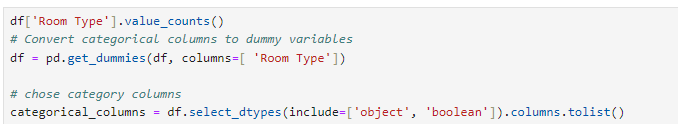 df['Room Type'].value_counts()
# Convert categorical columns to dummy variables
df = pd.get_dummies(df, columns=[ 'Room Type'])
# chose category columns
categorical_columns = df.select_dtypes(include=['object', 'boolean']).columns.tolist()